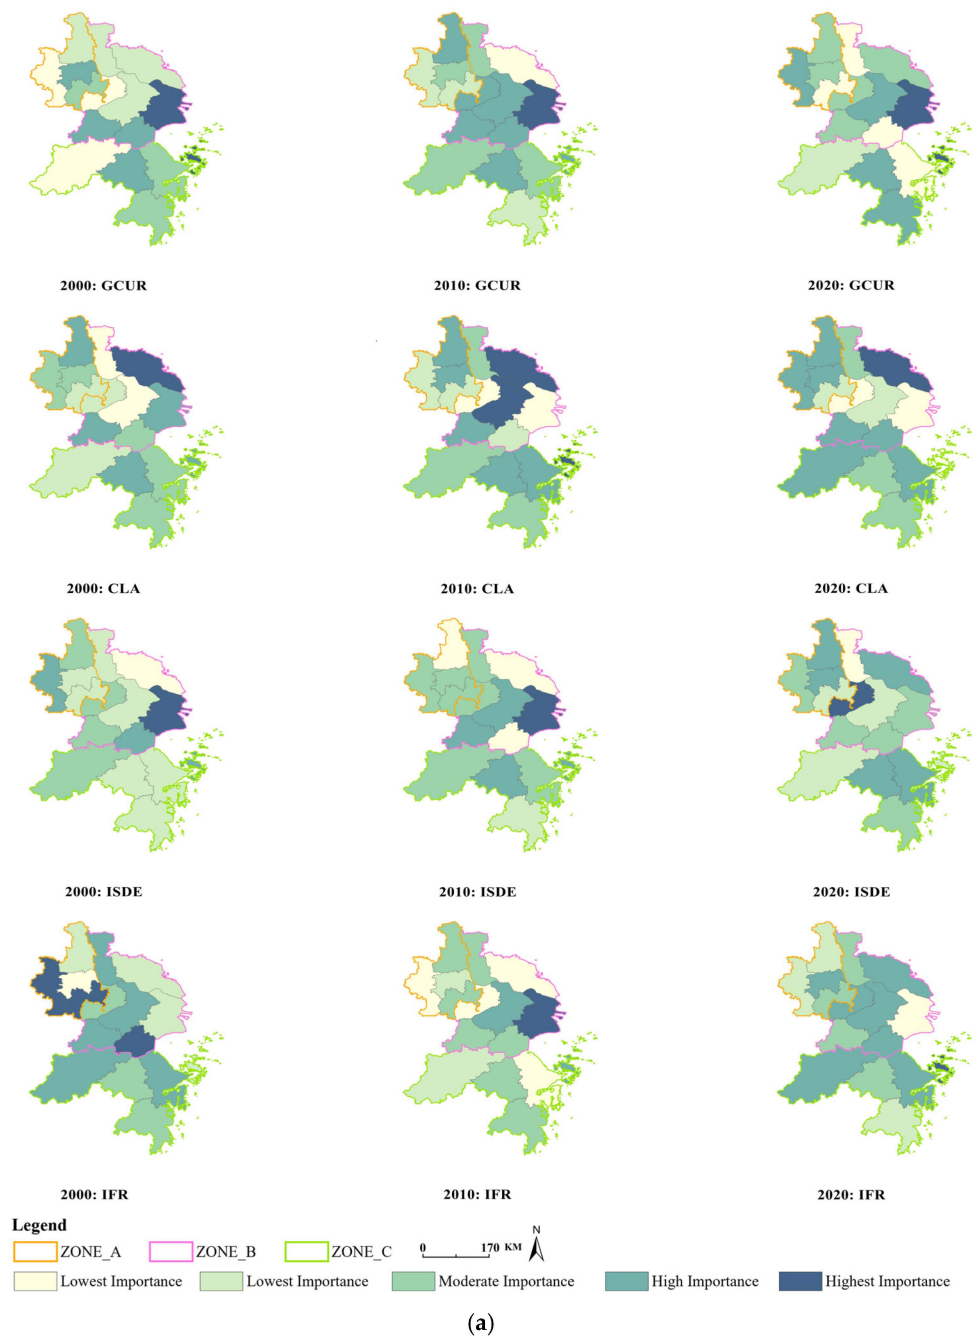 2000: GCUR 2010: GCUR 2020: GCUR
2000: CLA 2010: CLA 2020: CLA
2000: ISDE 2010: ISDE 2020: ISDE
2000: IFR 2010: IFR 2020: IFR
Legend
ZONE_A ZONE_B ZONE_C 0 170 KM N
Lowest Importance Lowest Importance Moderate Importance High Importance Highest Importance
(a)